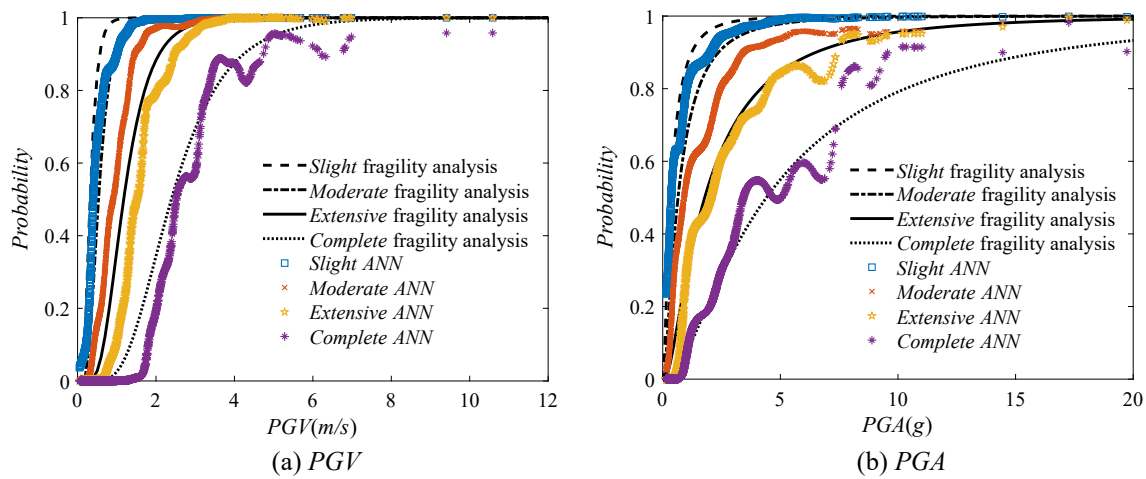 1
0.8
0.6
0.4
0.2
0
Probability
Slight fragility analysis
Moderate fragility analysis
Extensive fragility analysis
Complete fragility analysis
Slight ANN
Moderate ANN
Extensive ANN
Complete ANN
0 2 4 6 8 10 12
PGV(m/s)
(a) PGV
1
0.8
0.6
0.4
0.2
0
Probability
Slight fragility analysis
Moderate fragility analysis
Extensive fragility analysis
Complete fragility analysis
Slight ANN
Moderate ANN
Extensive ANN
Complete ANN
0 5 10 15 20
PGA(g)
(b) PGA